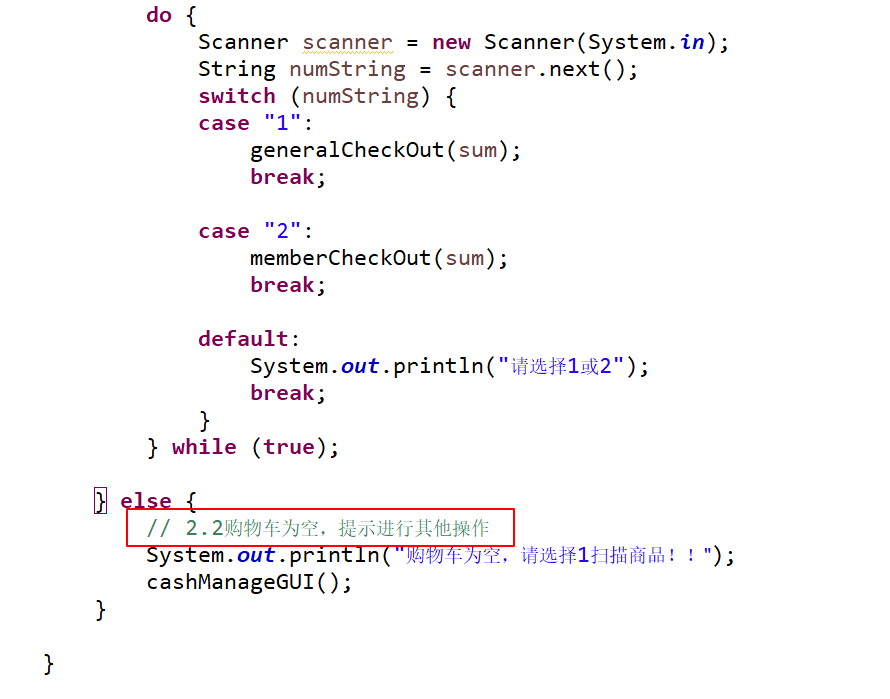 do {
Scanner scanner = new Scanner(System.in);
String numString = scanner.next();
switch (numString) {
case "1":
generalCheckOut(sum);
break;
case "2":
memberCheckOut(sum);
break;
default:
System.out.println("请选择1或2");
break;
}
} while (true);
} else {
// 2.2购物车为空，提示进行其他操作
System.out.println("购物车为空，请选择1扫描商品！！");
cashManageGUI();
}
}